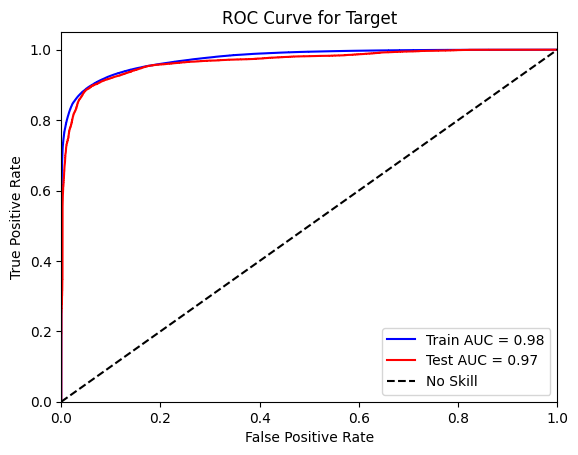 ROC Curve for Target
True Positive Rate
1.0
0.8
0.6
0.4
0.2
0.0
Train AUC = 0.98
Test AUC = 0.97
No Skill
0.0 0.2 0.4 0.6 0.8 1.0
False Positive Rate